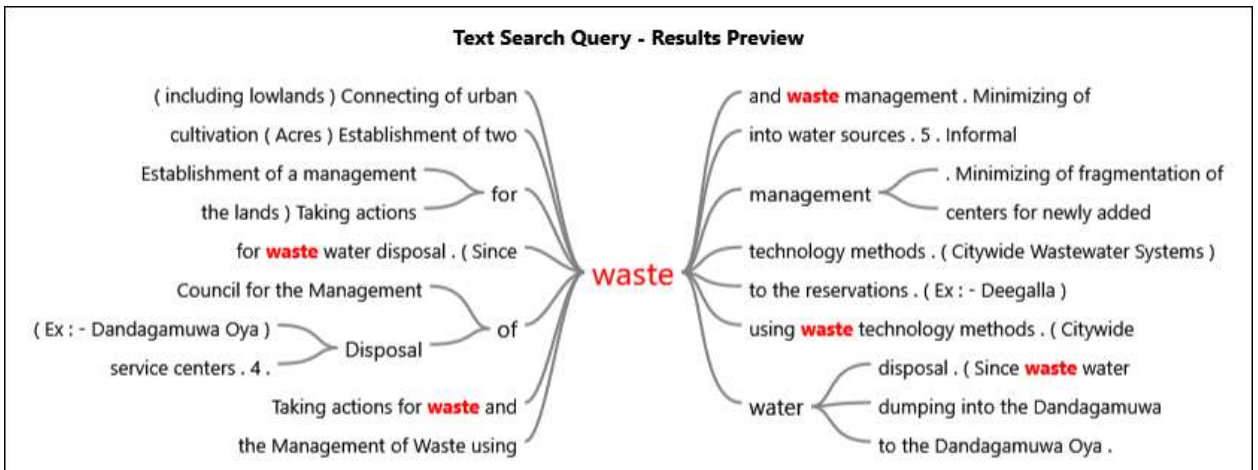 Text Search Query - Results Preview
( including lowlands ) Connecting of urban
cultivation ( Acres ) Establishment of two
Establishment of a management
the lands ) Taking actions
for
for waste water disposal . ( Since
Council for the Management
( Ex : - Dandagamuwa Oya )
service centers . 4 .
Disposal
of
Taking actions for waste and
the Management of Waste using
waste
and waste management . Minimizing of
into water sources . 5 . Informal
management
. Minimizing of fragmentation of
centers for newly added
technology methods . ( Citywide Wastewater Systems )
to the reservations . ( Ex : - Deegalla )
using waste technology methods . ( Citywide
water
disposal . ( Since waste water
dumping into the Dandagamuwa
to the Dandagamuwa Oya .